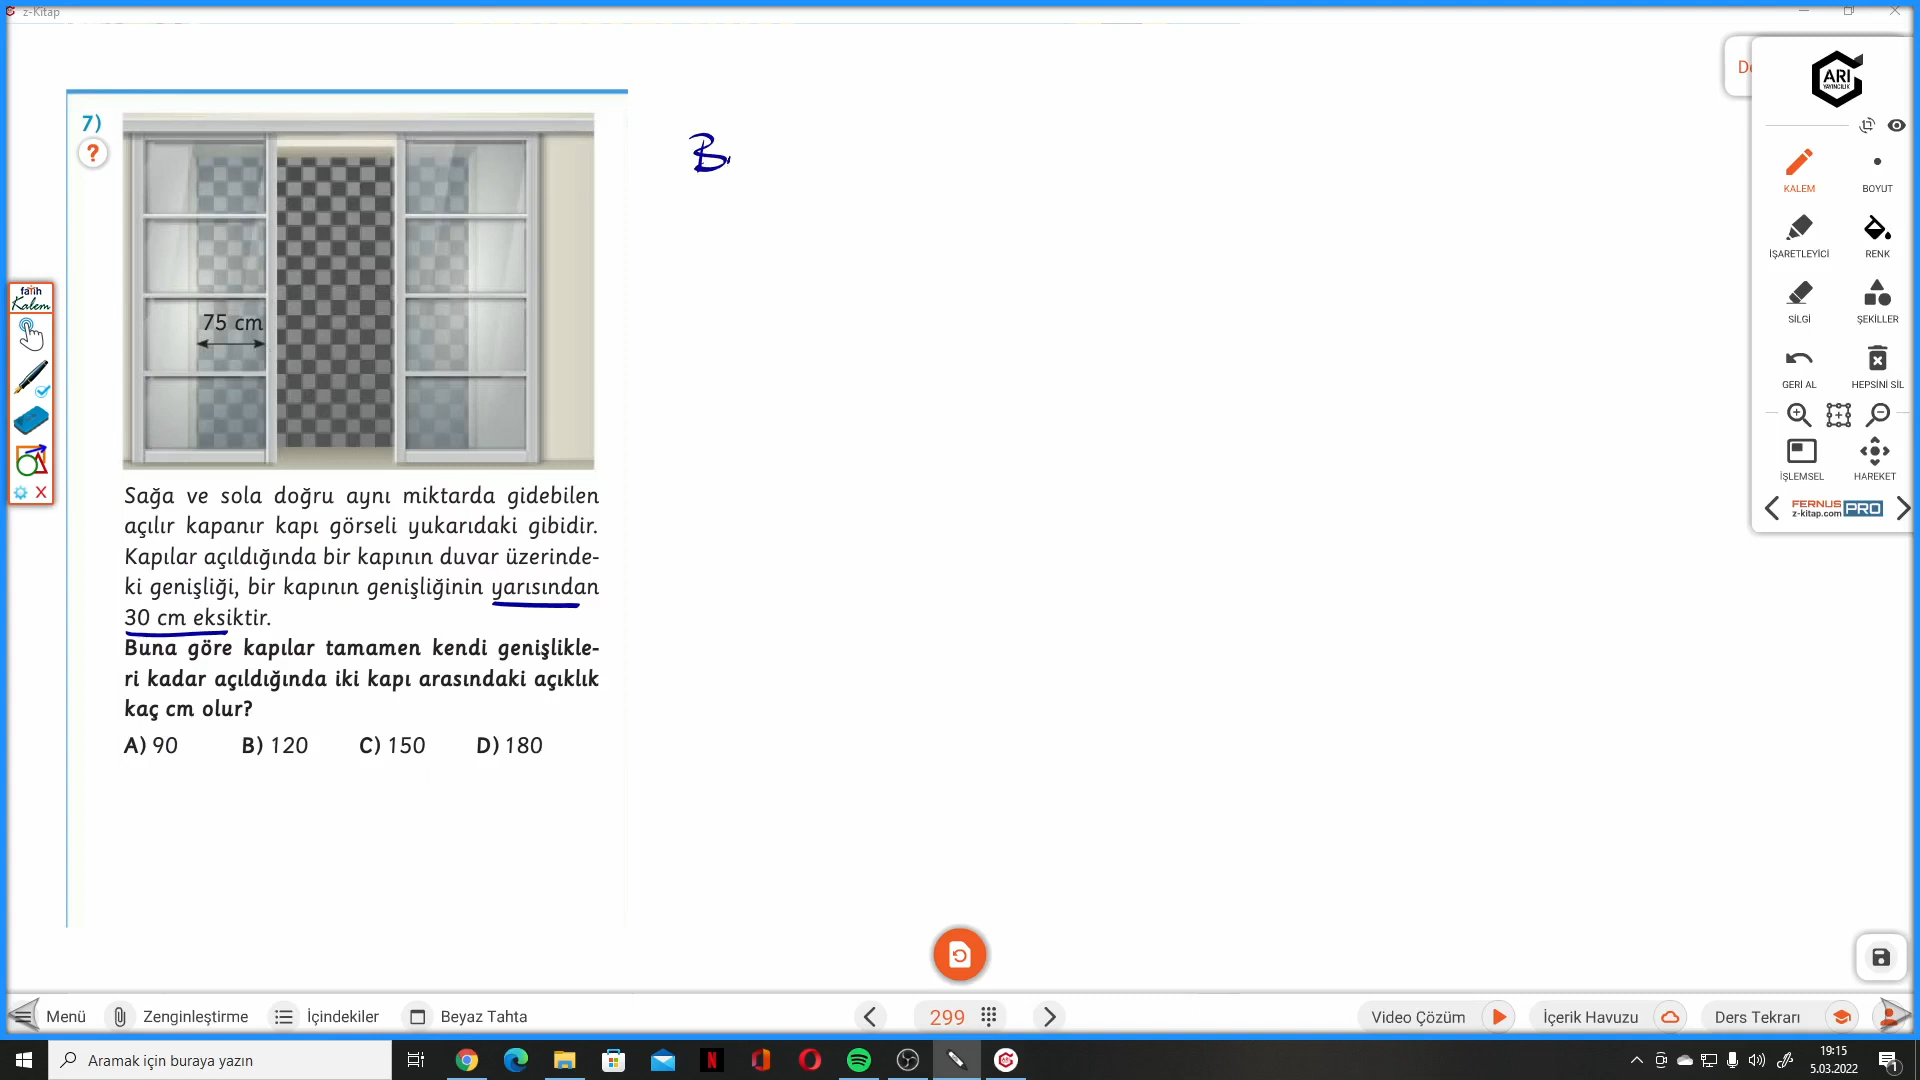 z-Kitap
De
7)
?
B
75 cm
Sağa ve sola doğru aynı miktarda gidebilen
açılır kapanır kapı görseli yukarıdaki gibidir.
Kapılar açıldığında bir kapının duvar üzerinde-
ki genişliği, bir kapının genişliğinin yarısından
30 cm eksiktir.
Buna göre kapılar tamamen kendi genişlikle-
ri kadar açıldığında iki kapı arasındaki açıklık
kaç cm olur?
A) 90 B) 120 C) 150 D) 180
fatih
Kalem
X
ARI
YAYINCILIK
KALEM BOYUT
İŞARETLEYİCİ RENK
SİLGİ ŞEKİLLER
GERİ AL HEPSİNİ SİL
İŞLEMSEL HAREKET
FERNUS
z-kitap.com PRO
Menü Zenginleştirme İçindekiler Beyaz Tahta 299 Video Çözüm İçerik Havuzu Ders Tekrarı
Aramak için buraya yazın
19:15
5.03.2022
1